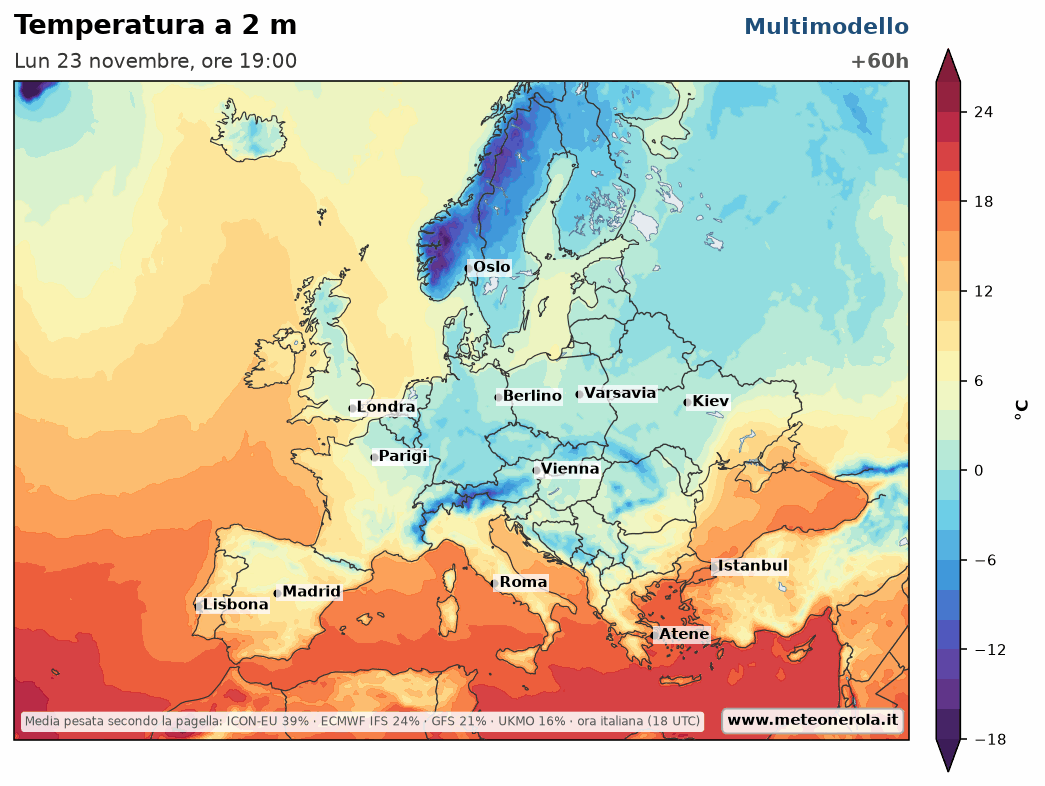 Temperatura a 2 m
Multimodello
Lun 23 novembre, ore 19:00
+60h
24
18
12
6
0
−6
−12
−18
°C
Oslo
Londra
Berlino
Varsavia
Kiev
Parigi
Vienna
Istanbul
Roma
Madrid
Lisbona
Atene
Media pesata secondo la pagella: ICON-EU 39% · ECMWF IFS 24% · GFS 21% · UKMO 16% · ora italiana (18 UTC)
www.meteonerola.it